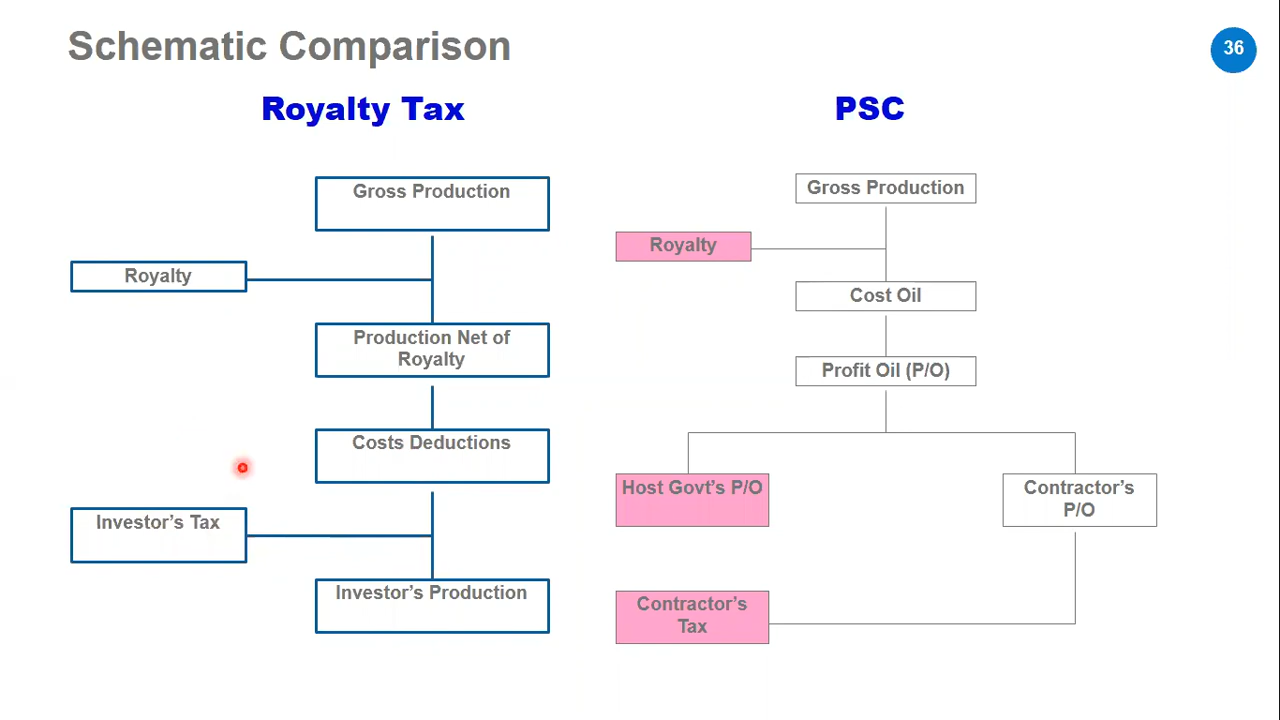 Schematic Comparison
36
Royalty Tax
Gross Production
Royalty
Production Net of
Royalty
Costs Deductions
Investor's Tax
Investor's Production
PSC
Gross Production
Royalty
Cost Oil
Profit Oil (P/O)
Host Govt's P/O
Contractor's
P/O
Contractor's
Tax